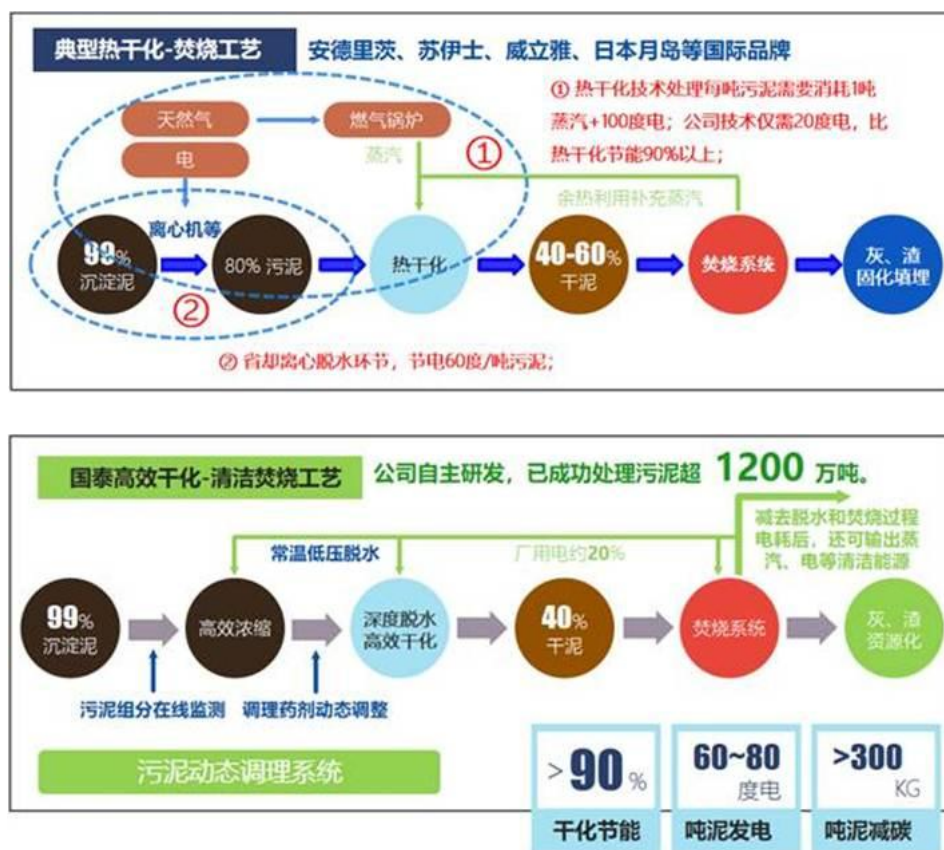 典型热干化-焚烧工艺
安德里茨、苏伊士、威立雅、日本月岛等国际品牌
① 热干化技术处理每吨污泥需要消耗1吨
蒸汽+100度电；公司技术仅需20度电，比
热干化节能90%以上；
天然气
燃气锅炉
电
蒸汽
①
余热利用补充蒸汽
离心机等
99%
沉淀泥
80% 污泥
热干化
40-60%
干泥
焚烧系统
灰、渣
固化填埋
②
② 省却离心脱水环节，节电60度/吨污泥；
国泰高效干化-清洁焚烧工艺
公司自主研发，已成功处理污泥超 1200 万吨。
减去脱水和焚烧过程
电耗后，还可输出蒸
汽、电等清洁能源
常温低压脱水
厂用电约20%
99%
沉淀泥
高效浓缩
深度脱水
高效干化
40%
干泥
焚烧系统
灰、渣
资源化
污泥组分在线监测
调理药剂动态调整
污泥动态调理系统
>90%
干化节能
60~80
度电
吨泥发电
>300
KG
吨泥减碳